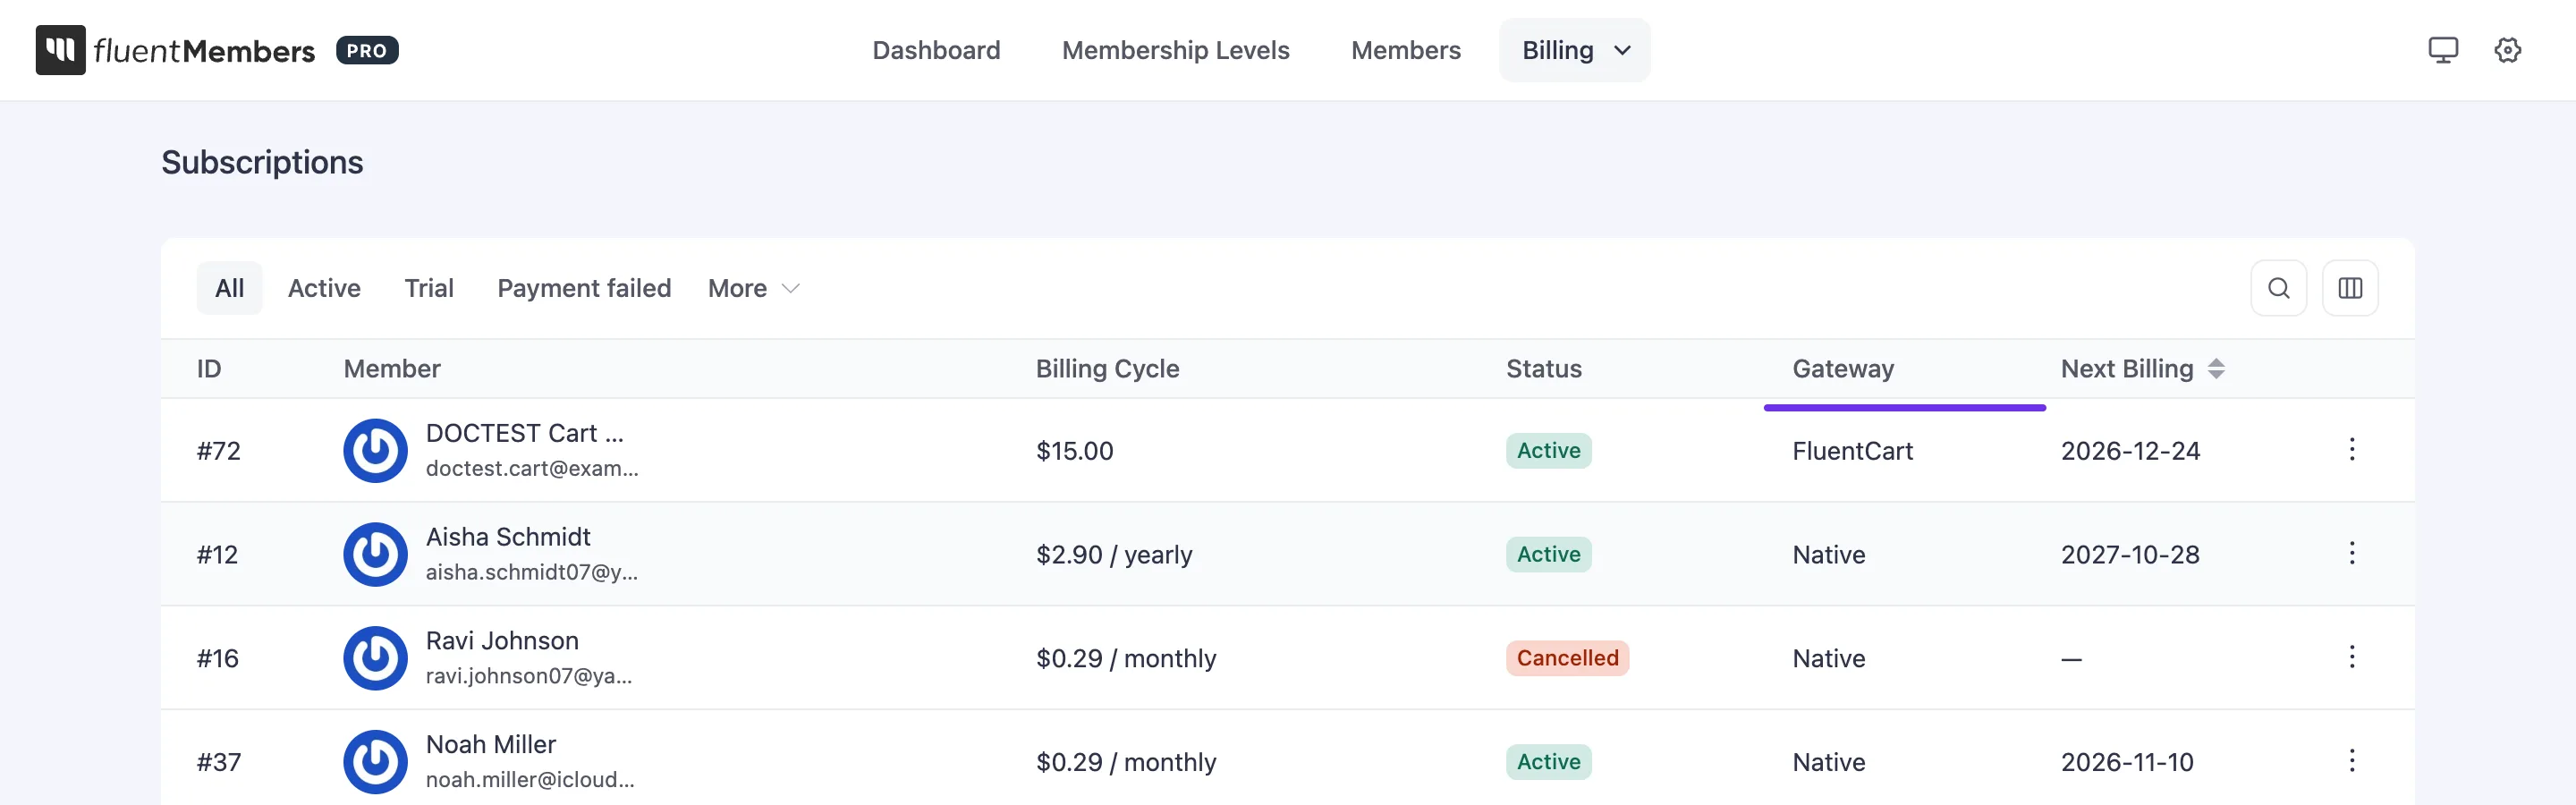 fluentMembers PRO Dashboard Membership Levels Members Billing
Subscriptions
All Active Trial Payment failed More
ID Member Billing Cycle Status Gateway Next Billing
#72 DOCTEST Cart ... $15.00 Active FluentCart 2026-12-24
doctest.cart@exam...
#12 Aisha Schmidt $2.90 / yearly Active Native 2027-10-28
aisha.schmidt07@y...
#16 Ravi Johnson $0.29 / monthly Cancelled Native —
ravi.johnson07@ya...
#37 Noah Miller $0.29 / monthly Active Native 2026-11-10
noah.miller@icloud...